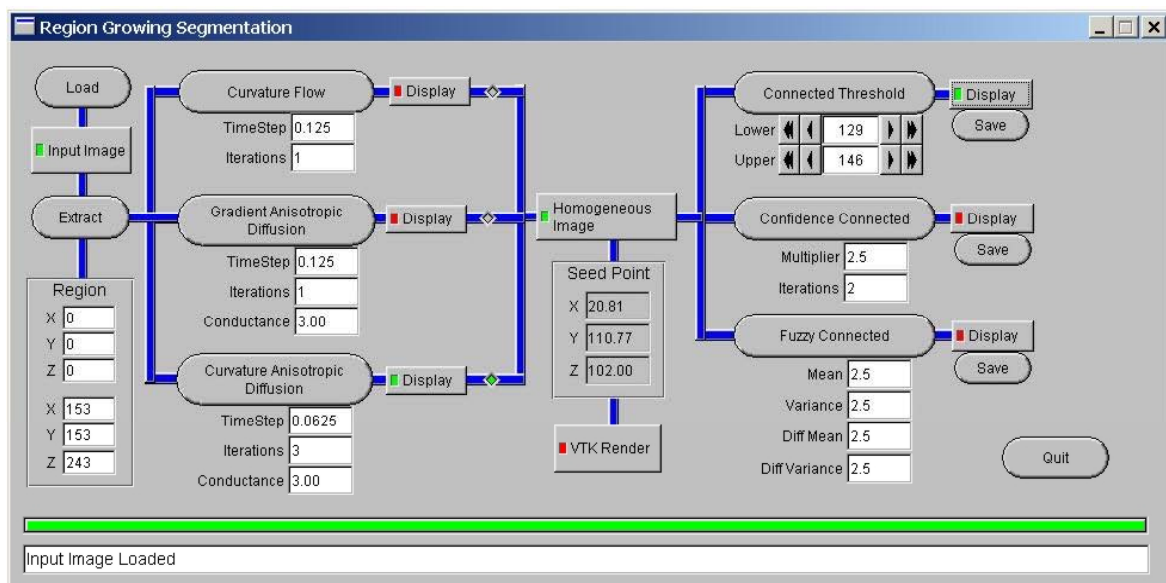 Region Growing Segmentation
Load
Input Image
Extract
Region
X 0
Y 0
Z 0
X 153
Y 153
Z 243
Curvature Flow
Display
TimeStep 0.125
Iterations 1
Gradient Anisotropic
Diffusion
Display
TimeStep 0.125
Iterations 1
Conductance 3.00
Curvature Anisotropic
Diffusion
Display
TimeStep 0.0625
Iterations 3
Conductance 3.00
Homogeneous
Image
Seed Point
X 20.81
Y 110.77
Z 102.00
VTK Render
Connected Threshold
Display
Save
Lower 129
Upper 146
Confidence Connected
Display
Save
Multiplier 2.5
Iterations 2
Fuzzy Connected
Display
Save
Mean 2.5
Variance 2.5
Diff Mean 2.5
Diff Variance 2.5
Quit
Input Image Loaded